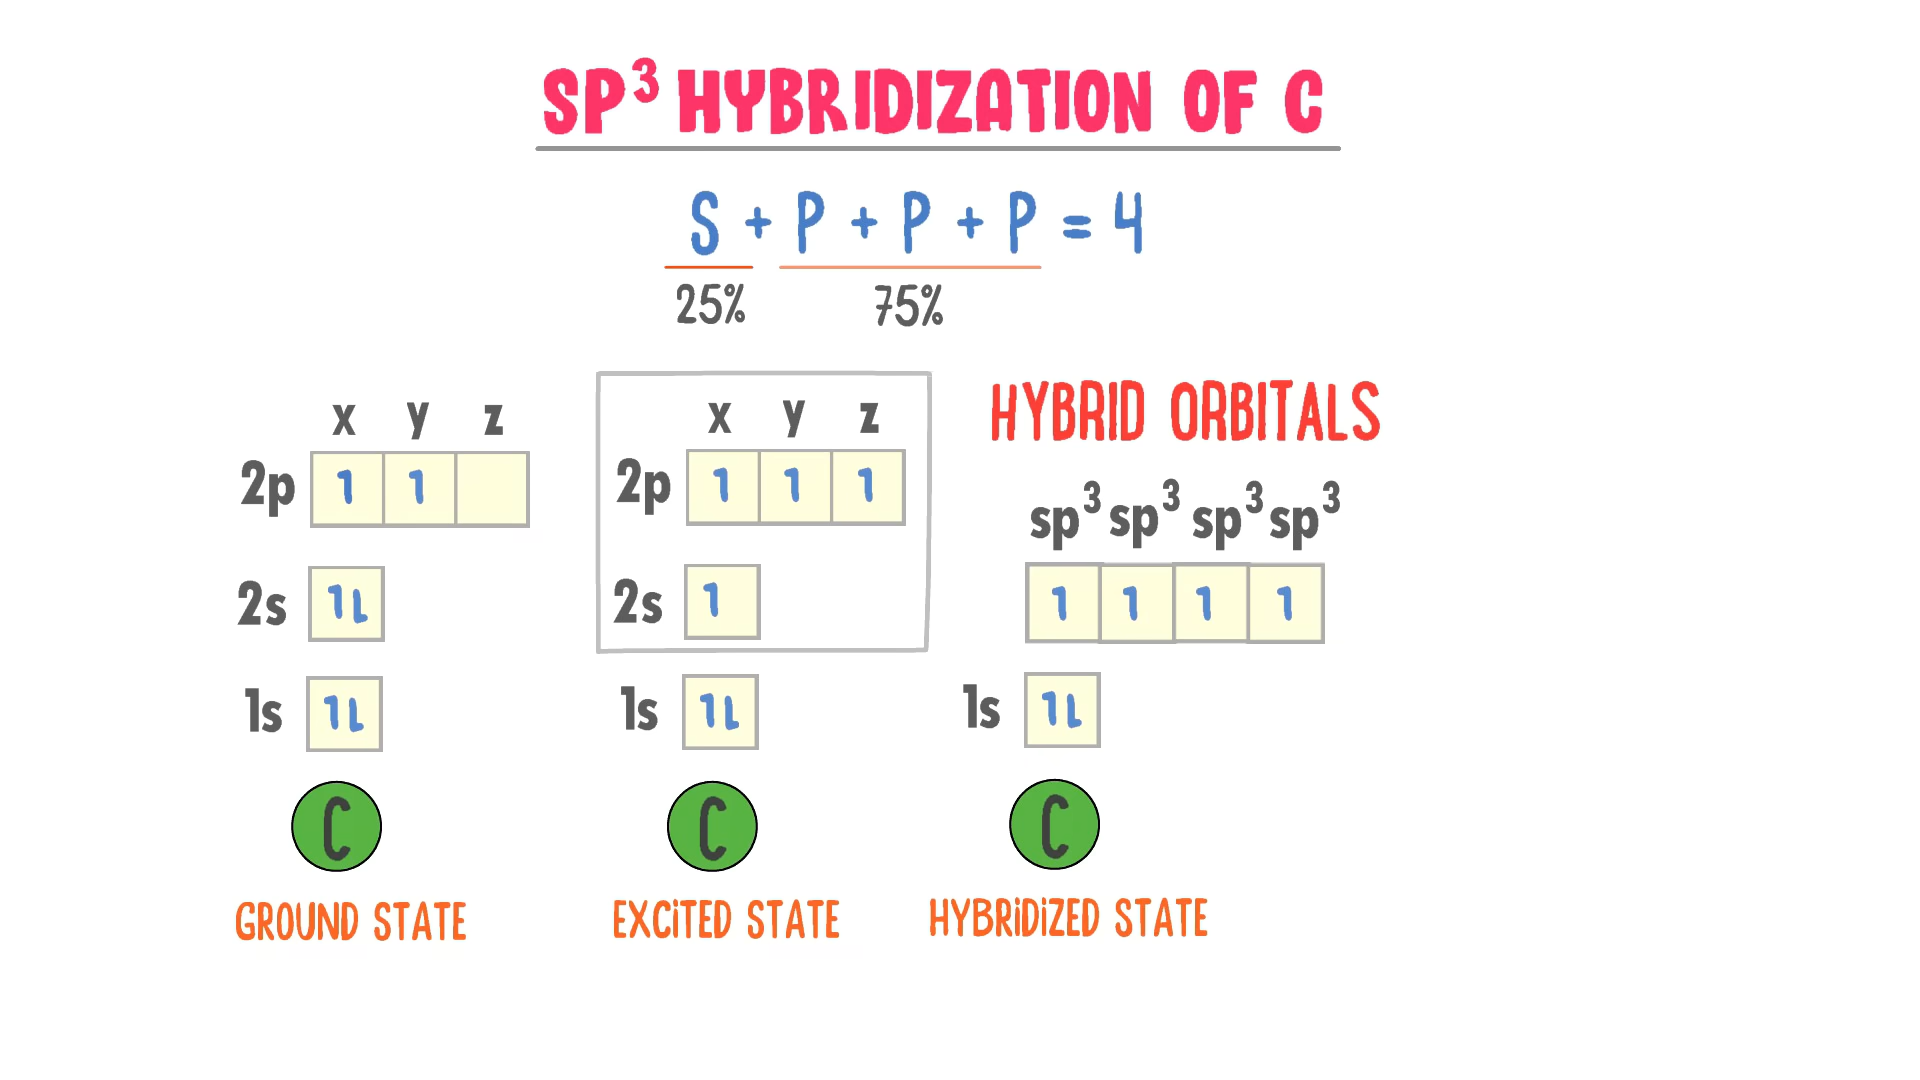 SP³ HYBRIDIZATION OF C
S + P + P + P = 4
25% 75%
x y z
2p 1 1
2s 1L
1s 1L
C
GROUND STATE
x y z
2p 1 1 1
2s 1
1s 1L
C
EXCITED STATE
HYBRID ORBITALS
sp³ sp³ sp³ sp³
1 1 1 1
1s 1L
C
HYBRIDIZED STATE